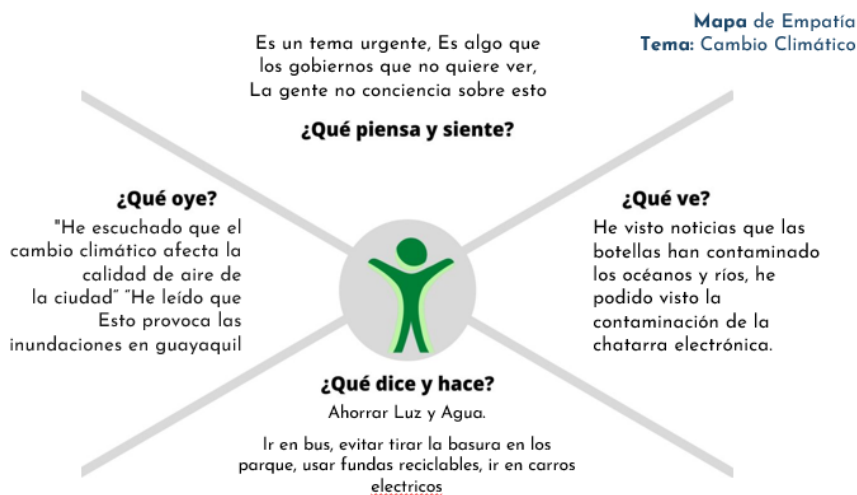 Mapa de Empatía
Tema: Cambio Climático
Es un tema urgente, Es algo que
los gobiernos que no quiere ver,
La gente no conciencia sobre esto
¿Qué piensa y siente?
¿Qué oye?
"He escuchado que el
cambio climático afecta la
calidad de aire de
la ciudad” “He leído que
Esto provoca las
inundaciones en guayaquil
¿Qué ve?
He visto noticias que las
botellas han contaminado
los océanos y ríos, he
podido visto la
contaminación de la
chatarra electrónica.
¿Qué dice y hace?
Ahorrar Luz y Agua.
Ir en bus, evitar tirar la basura en los
parque, usar fundas reciclables, ir en carros
electricos